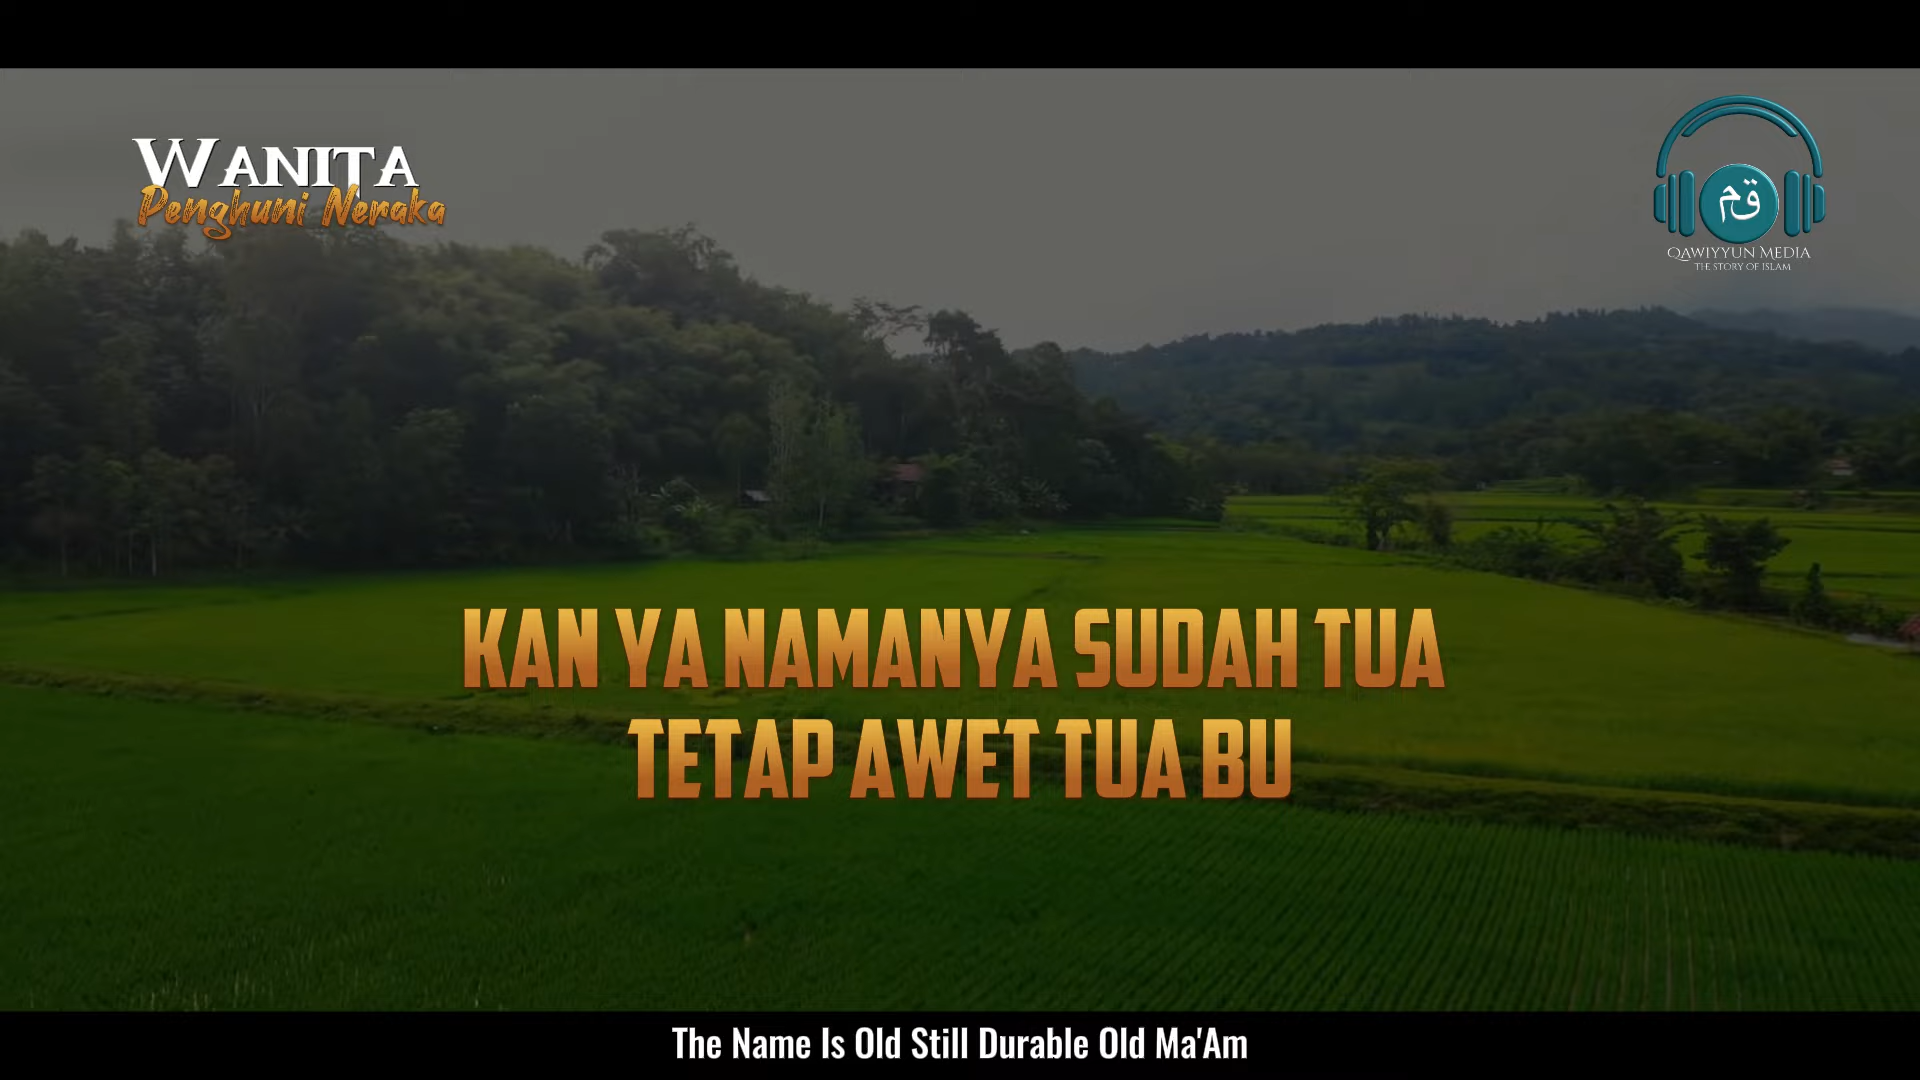 WANITA
Penghuni Neraka
قم
QAWIYYUN MEDIA
THE STORY OF ISLAM
KAN YA NAMANYA SUDAH TUA
TETAP AWET TUA BU
The Name Is Old Still Durable Old Ma'Am